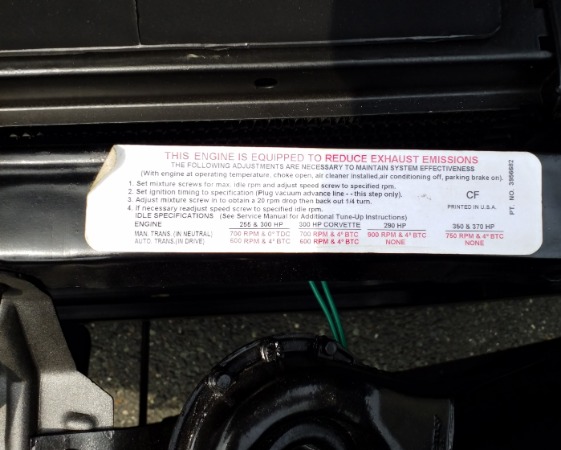 THIS ENGINE IS EQUIPPED TO REDUCE EXHAUST EMISSIONS
THE FOLLOWING ADJUSTMENTS ARE NECESSARY TO MAINTAIN SYSTEM EFFECTIVENESS
(With engine at operating temperature, choke open, air cleaner installed,air conditioning off, parking brake on).
1. Set mixture screws for max. idle rpm and adjust speed screw to specified rpm.
2. Set ignition timing to specification (Plug vacuum advance line - - this step only).
3. Adjust mixture screw in to obtain a 20 rpm drop then back out 1/4 turn.
4. If necessary readjust speed screw to specified idle rpm.
CF
PRINTED IN U.S.A.
PT. NO.
IDLE SPECIFICATIONS (See Service Manual for Additional Tune-Up Instructions)
ENGINE 255 & 300 HP 300 HP CORVETTE 290 HP 350 & 370 HP
MAN. TRANS. (IN NEUTRAL) 700 RPM & 0° TDC 700 RPM & 4° BTC 900 RPM & 4° BTC 750 RPM & 4° BTC
AUTO. TRANS.(IN DRIVE) 600 RPM & 4° BTC 600 RPM & 4° BTC NONE NONE